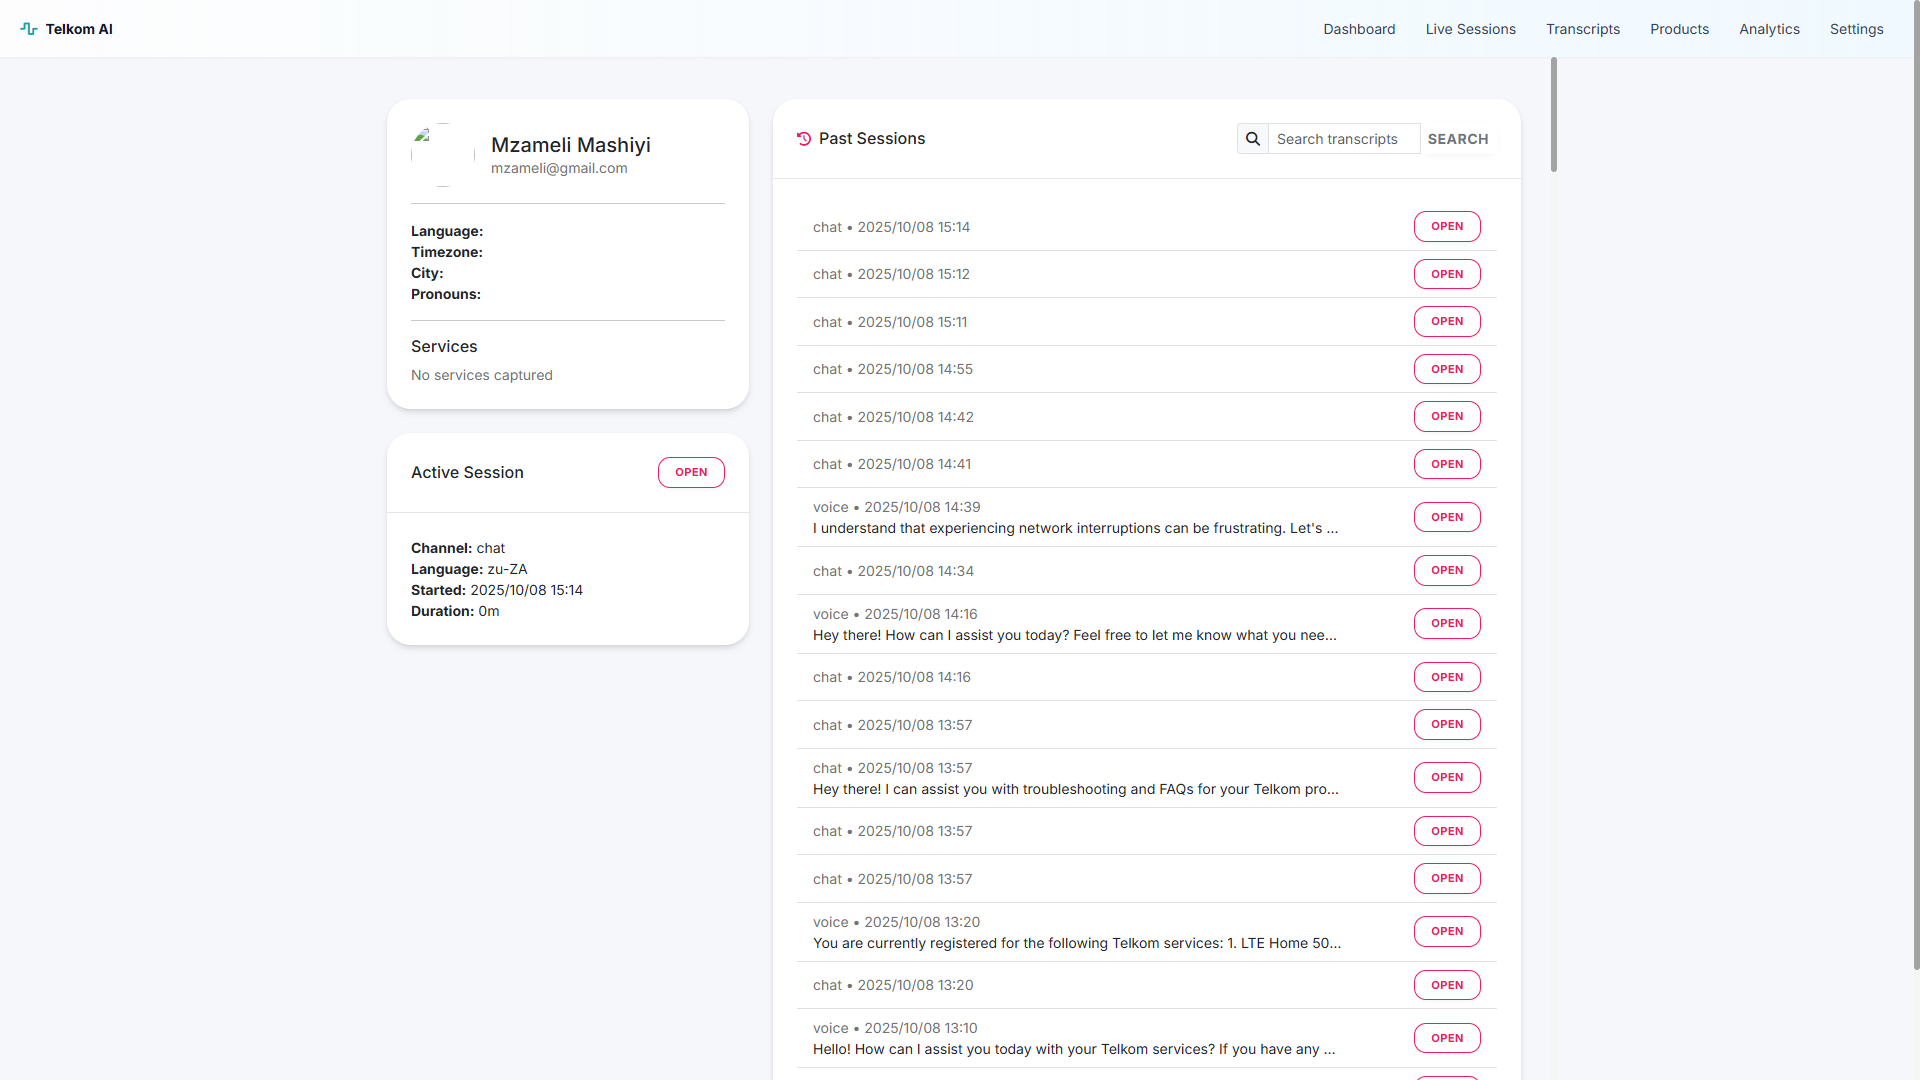 Telkom AI
Dashboard
Live Sessions
Transcripts
Products
Analytics
Settings
Mzameli Mashiyi
mzameli@gmail.com
Language:
Timezone:
City:
Pronouns:
Services
No services captured
Active Session
OPEN
Channel: chat
Language: zu-ZA
Started: 2025/10/08 15:14
Duration: 0m
Past Sessions
Search transcripts
SEARCH
chat • 2025/10/08 15:14
OPEN
chat • 2025/10/08 15:12
OPEN
chat • 2025/10/08 15:11
OPEN
chat • 2025/10/08 14:55
OPEN
chat • 2025/10/08 14:42
OPEN
chat • 2025/10/08 14:41
OPEN
voice • 2025/10/08 14:39
I understand that experiencing network interruptions can be frustrating. Let's ...
OPEN
chat • 2025/10/08 14:34
OPEN
voice • 2025/10/08 14:16
Hey there! How can I assist you today? Feel free to let me know what you nee...
OPEN
chat • 2025/10/08 14:16
OPEN
chat • 2025/10/08 13:57
OPEN
chat • 2025/10/08 13:57
Hey there! I can assist you with troubleshooting and FAQs for your Telkom pro...
OPEN
chat • 2025/10/08 13:57
OPEN
chat • 2025/10/08 13:57
OPEN
voice • 2025/10/08 13:20
You are currently registered for the following Telkom services: 1. LTE Home 50...
OPEN
chat • 2025/10/08 13:20
OPEN
voice • 2025/10/08 13:10
Hello! How can I assist you today with your Telkom services? If you have any ...
OPEN